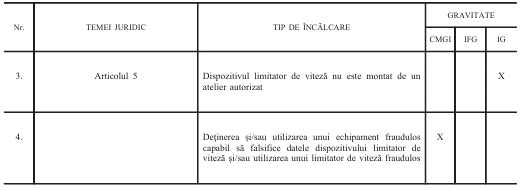 Nr. TEMEI JURIDIC TIP DE ÎNCĂLCARE GRAVITATE
CMGI IFG IG
3. Articolul 5 Dispozitivul limitator de viteză nu este montat de un X
atelier autorizat
4. Deținerea și/sau utilizarea unui echipament fraudulos X
capabil să falsifice datele dispozitivului limitator de
viteză și/sau utilizarea unui limitator de viteză fraudulos